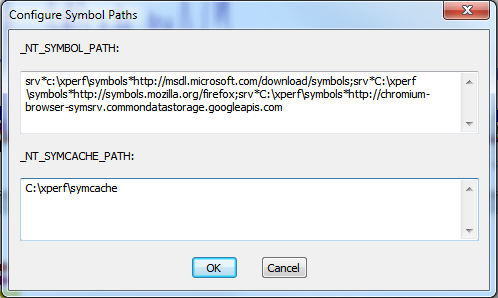 Configure Symbol Paths
_NT_SYMBOL_PATH:
srv*c:\xperf\symbols*http://msdl.microsoft.com/download/symbols;srv*C:\xperf
\symbols*http://symbols.mozilla.org/firefox;srv*C:\xperf\symbols*http://chromium-
browser-symsrv.commondatastorage.googleapis.com
_NT_SYMCACHE_PATH:
C:\xperf\symcache
OK
Cancel